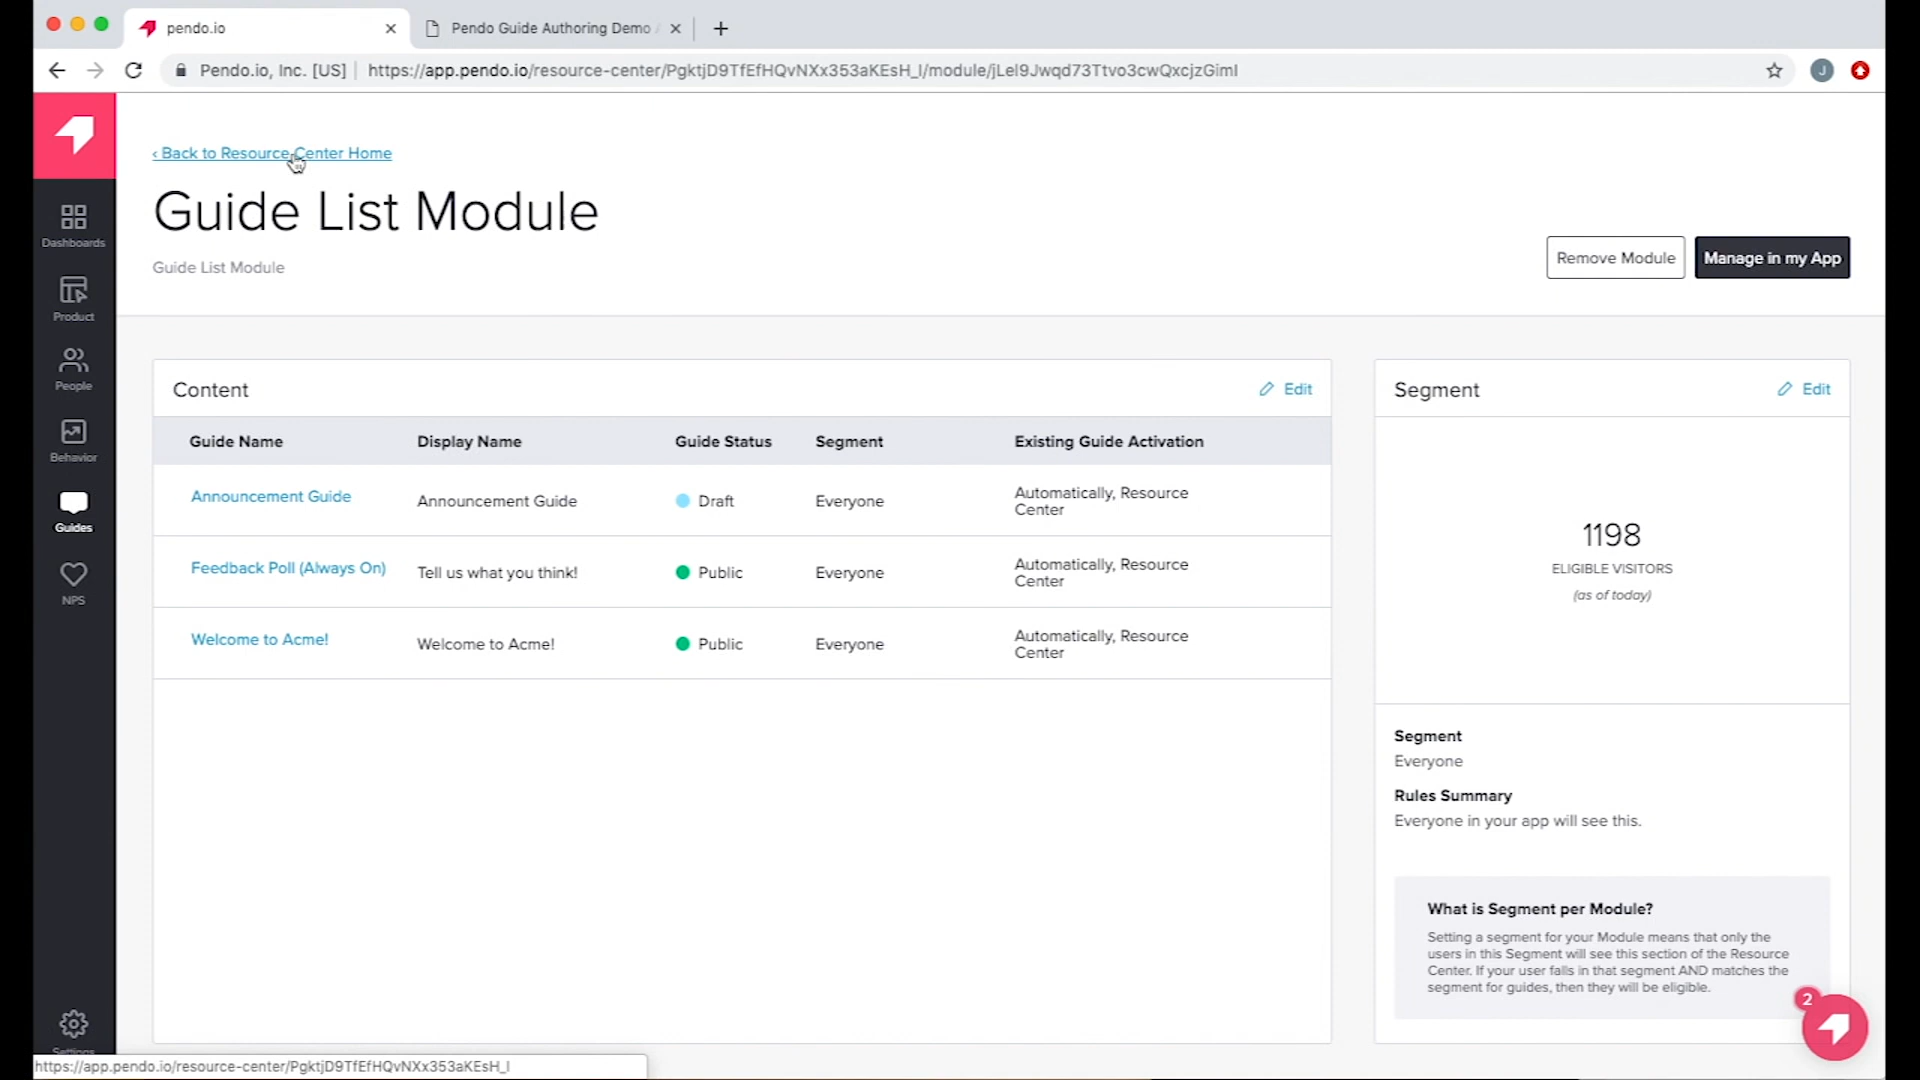 pendo.io
Pendo Guide Authoring Demo
Pendo.io, Inc. [US] | https://app.pendo.io/resource-center/PgktjD9TfEfHQvNXx353aKEsH_I/module/jLel9Jwqd73Ttvo3cwQxcjzGimI
J
‹ Back to Resource Center Home
Guide List Module
Guide List Module
Remove Module
Manage in my App
Dashboards
Product
People
Behavior
Guides
NPS
Settings
Content
Edit
Guide Name Display Name Guide Status Segment Existing Guide Activation
Announcement Guide Announcement Guide Draft Everyone Automatically, Resource
Center
Feedback Poll (Always On) Tell us what you think! Public Everyone Automatically, Resource
Center
Welcome to Acme! Welcome to Acme! Public Everyone Automatically, Resource
Center
Segment
Edit
1198
ELIGIBLE VISITORS
(as of today)
Segment
Everyone
Rules Summary
Everyone in your app will see this.
What is Segment per Module?
Setting a segment for your Module means that only the
users in this Segment will see this section of the Resource
Center. If your user falls in that segment AND matches the
segment for guides, then they will be eligible.
2
https://app.pendo.io/resource-center/PgktjD9TfEfHQvNXx353aKEsH_I